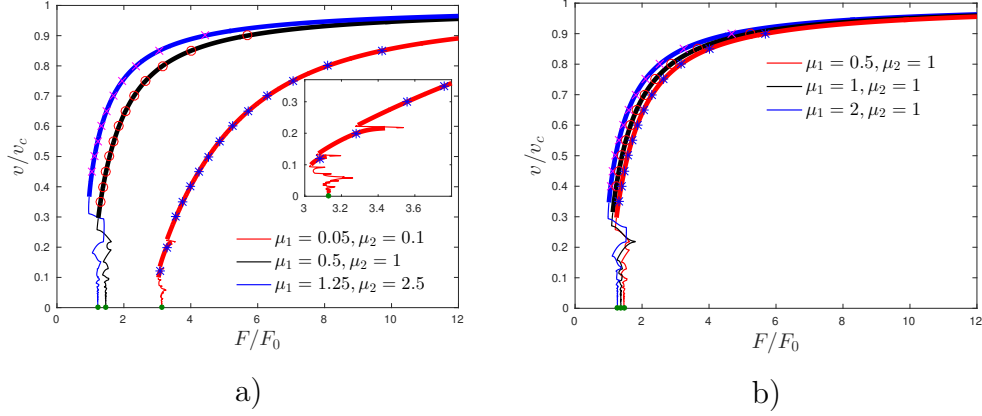 1
0.9
0.8
0.7
0.6
0.5
0.4
0.3
0.2
0.1
0
v/v_c
0 2 4 6 8 10 12
F/F_0
0.3
0.2
0.1
0
3 3.2 3.4 3.6
μ_1 = 0.05, μ_2 = 0.1
μ_1 = 0.5, μ_2 = 1
μ_1 = 1.25, μ_2 = 2.5
a)
1
0.9
0.8
0.7
0.6
0.5
0.4
0.3
0.2
0.1
0
v/v_c
0 2 4 6 8 10 12
F/F_0
μ_1 = 0.5, μ_2 = 1
μ_1 = 1, μ_2 = 1
μ_1 = 2, μ_2 = 1
b)